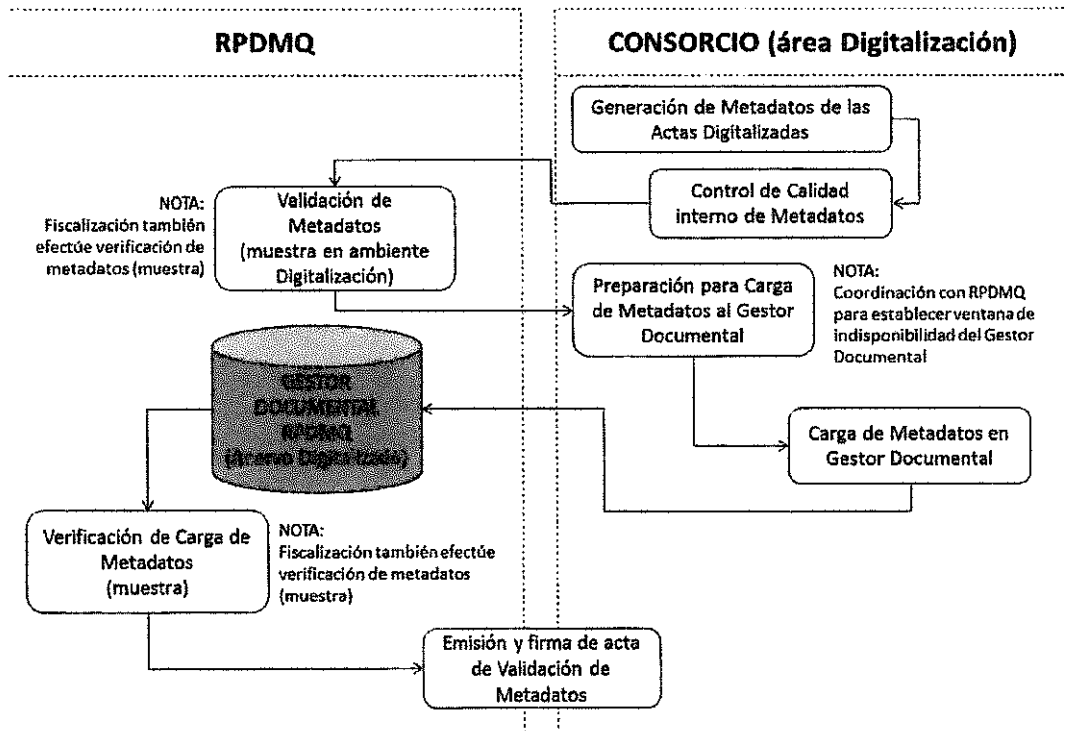 RPDMQ
CONSORCIO (área Digitalización)
Generación de Metadatos de las
Actas Digitalizadas
Control de Calidad
interno de Metadatos
NOTA:
Fiscalización también
efectúe verificación de
metadatos (muestra)
Validación de
Metadatos
(muestra en ambiente
Digitalización)
Preparación para Carga
de Metadatos al Gestor
Documental
NOTA:
Coordinación con RPDMQ
para establecer ventana de
indisponibilidad del Gestor
Documental
GESTOR
DOCUMENTAL
RPDMQ
(Acervo Digitalizado)
Carga de Metadatos en
Gestor Documental
Verificación de Carga de
Metadatos
(muestra)
NOTA:
Fiscalización también efectúe
verificación de metadatos
(muestra)
Emisión y firma de acta
de Validación de
Metadatos